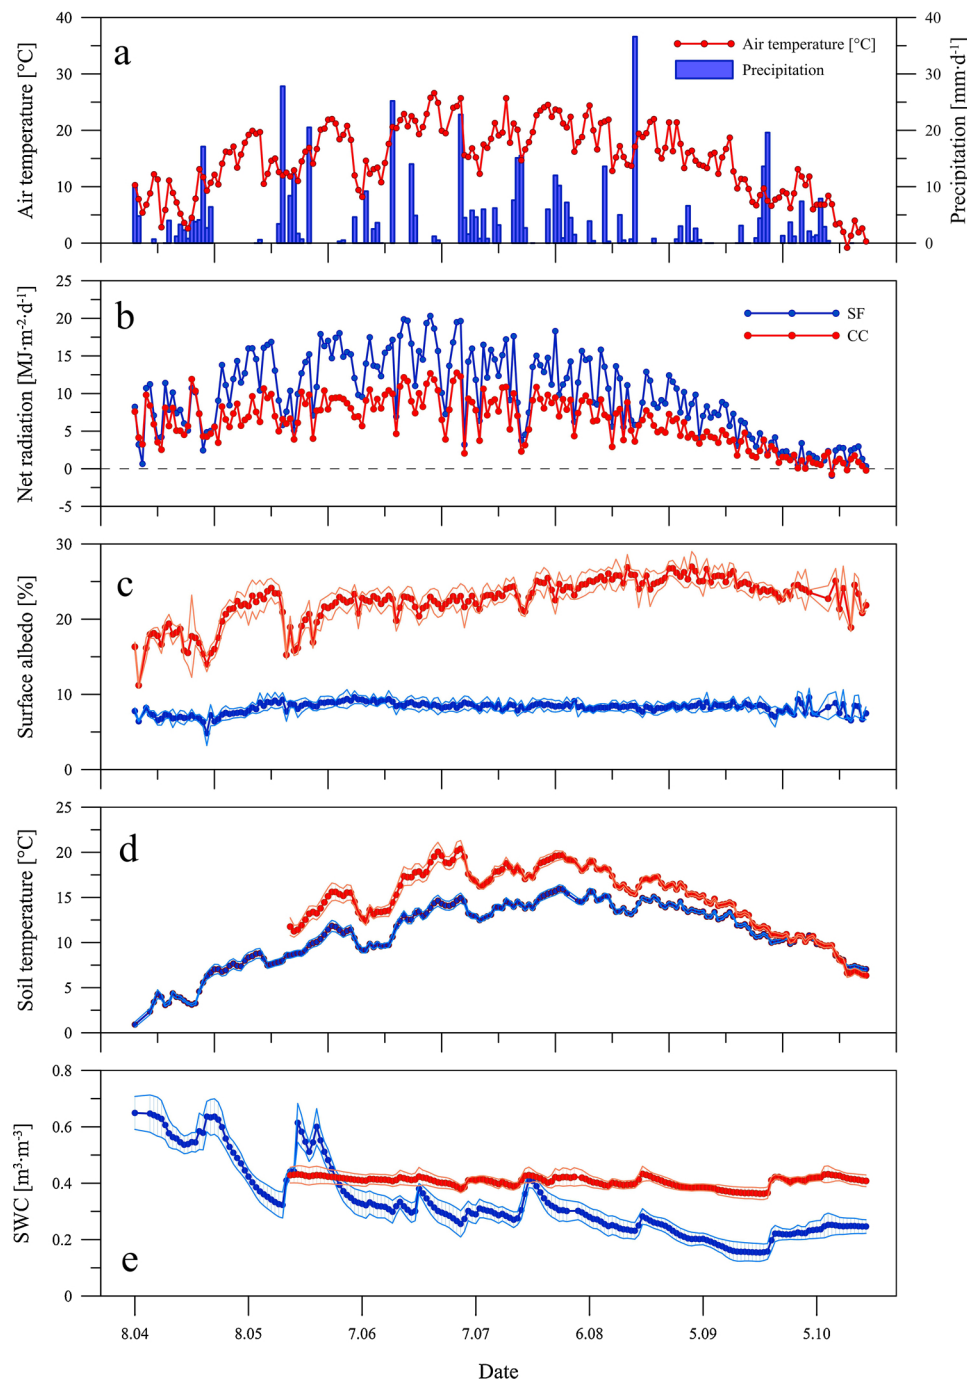 a
Air temperature [°C]
Precipitation [mm·d-1]
40
30
20
10
0
40
30
20
10
0
Air temperature [°C]
Precipitation
b
Net radiation [MJ·m-2·d-1]
25
20
15
10
5
0
-5
SF
CC
c
Surface albedo [%]
30
20
10
0
d
Soil temperature [°C]
25
20
15
10
5
0
e
SWC [m3·m-3]
0.8
0.6
0.4
0.2
0
8.04 8.05 7.06 7.07 6.08 5.09 5.10
Date